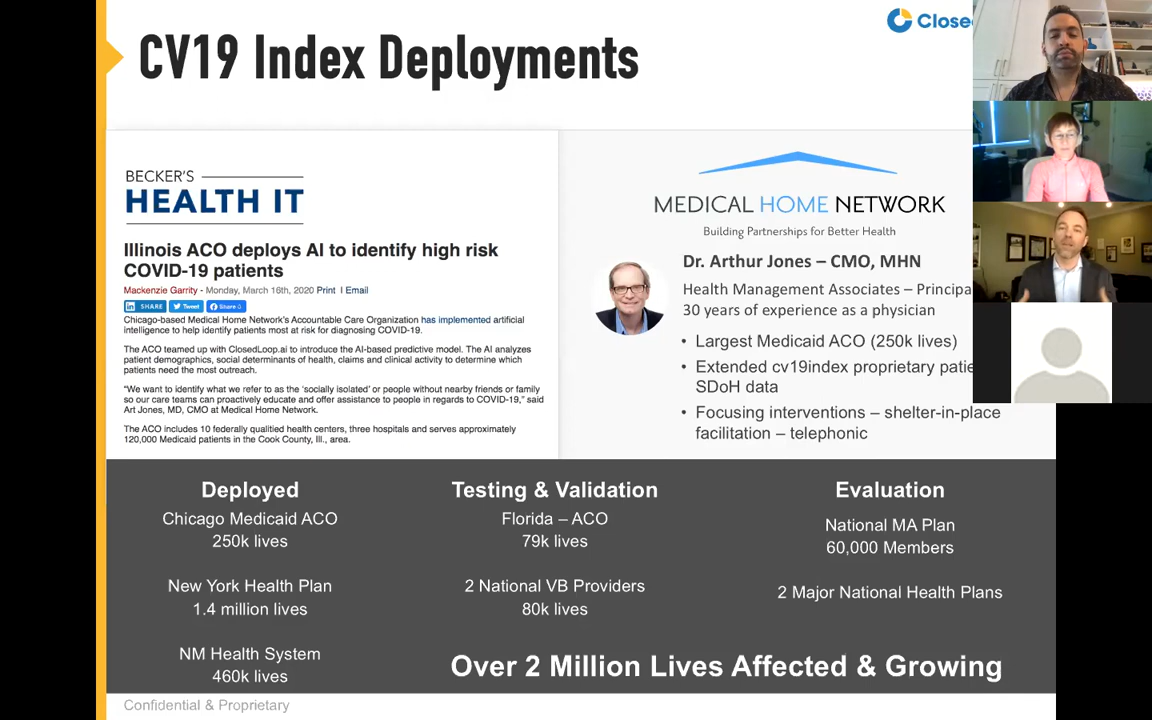 CV19 Index Deployments
BECKER'S
HEALTH IT
Illinois ACO deploys AI to identify high risk
COVID-19 patients
Mackenzie Garrity - Monday, March 16th, 2020 Print | Email
SHARE Tweet Share 0
Chicago-based Medical Home Network's Accountable Care Organization has implemented artificial
intelligence to help identify patients most at risk for diagnosing COVID-19.
The ACO teamed up with ClosedLoop.ai to introduce the AI-based predictive model. The AI analyzes
patient demographics, social determinants of health, claims and clinical activity to determine which
patients need the most outreach.
"We want to identify what we refer to as the 'socially isolated' or people without nearby friends or family
so our care teams can proactively educate and offer assistance to people in regards to COVID-19," said
Art Jones, MD, CMO at Medical Home Network.
The ACO includes 10 federally qualified health centers, three hospitals and serves approximately
120,000 Medicaid patients in the Cook County, Ill., area.
MEDICAL HOME NETWORK
Building Partnerships for Better Health
Dr. Arthur Jones – CMO, MHN
Health Management Associates – Principa
30 years of experience as a physician
• Largest Medicaid ACO (250k lives)
• Extended cv19index proprietary patie
SDoH data
• Focusing interventions – shelter-in-place
facilitation – telephonic
Deployed
Chicago Medicaid ACO
250k lives
New York Health Plan
1.4 million lives
NM Health System
460k lives
Testing & Validation
Florida – ACO
79k lives
2 National VB Providers
80k lives
Evaluation
National MA Plan
60,000 Members
2 Major National Health Plans
Over 2 Million Lives Affected & Growing
Confidential & Proprietary